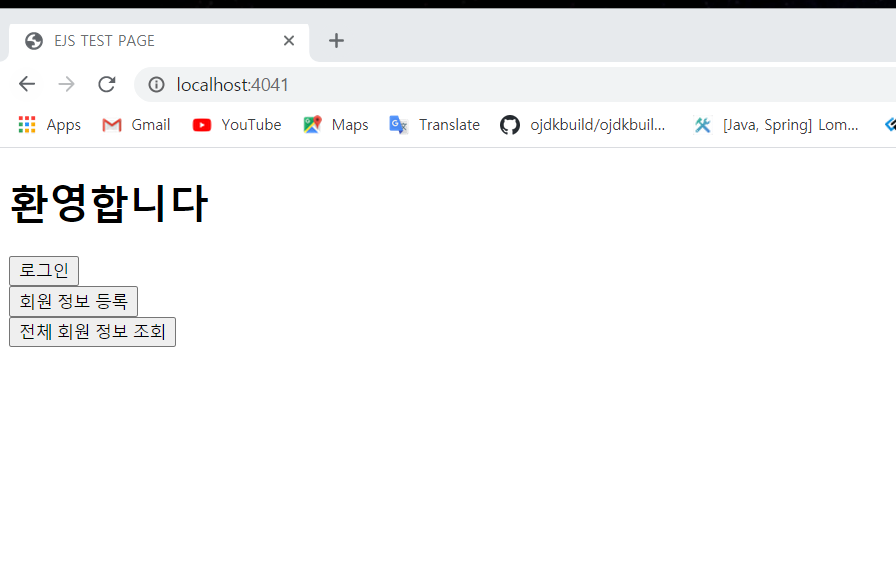 EJS TEST PAGE
localhost:4041
Apps Gmail YouTube Maps Translate ojdkbuild/ojdkbuil... [Java, Spring] Lom...
환영합니다
로그인
회원 정보 등록
전체 회원 정보 조회